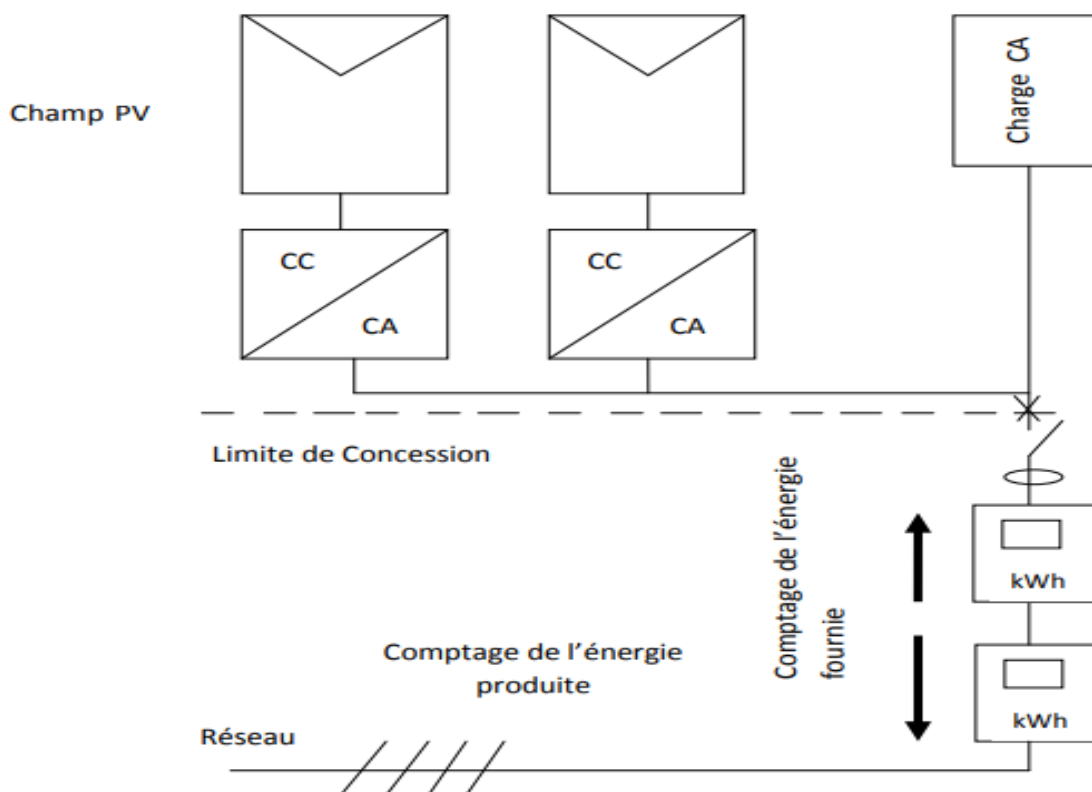 Champ PV
Charge CA
CC
CA
CC
CA
Limite de Concession
Comptage de l’énergie
fournie
kWh
Comptage de l’énergie
produite
kWh
Réseau